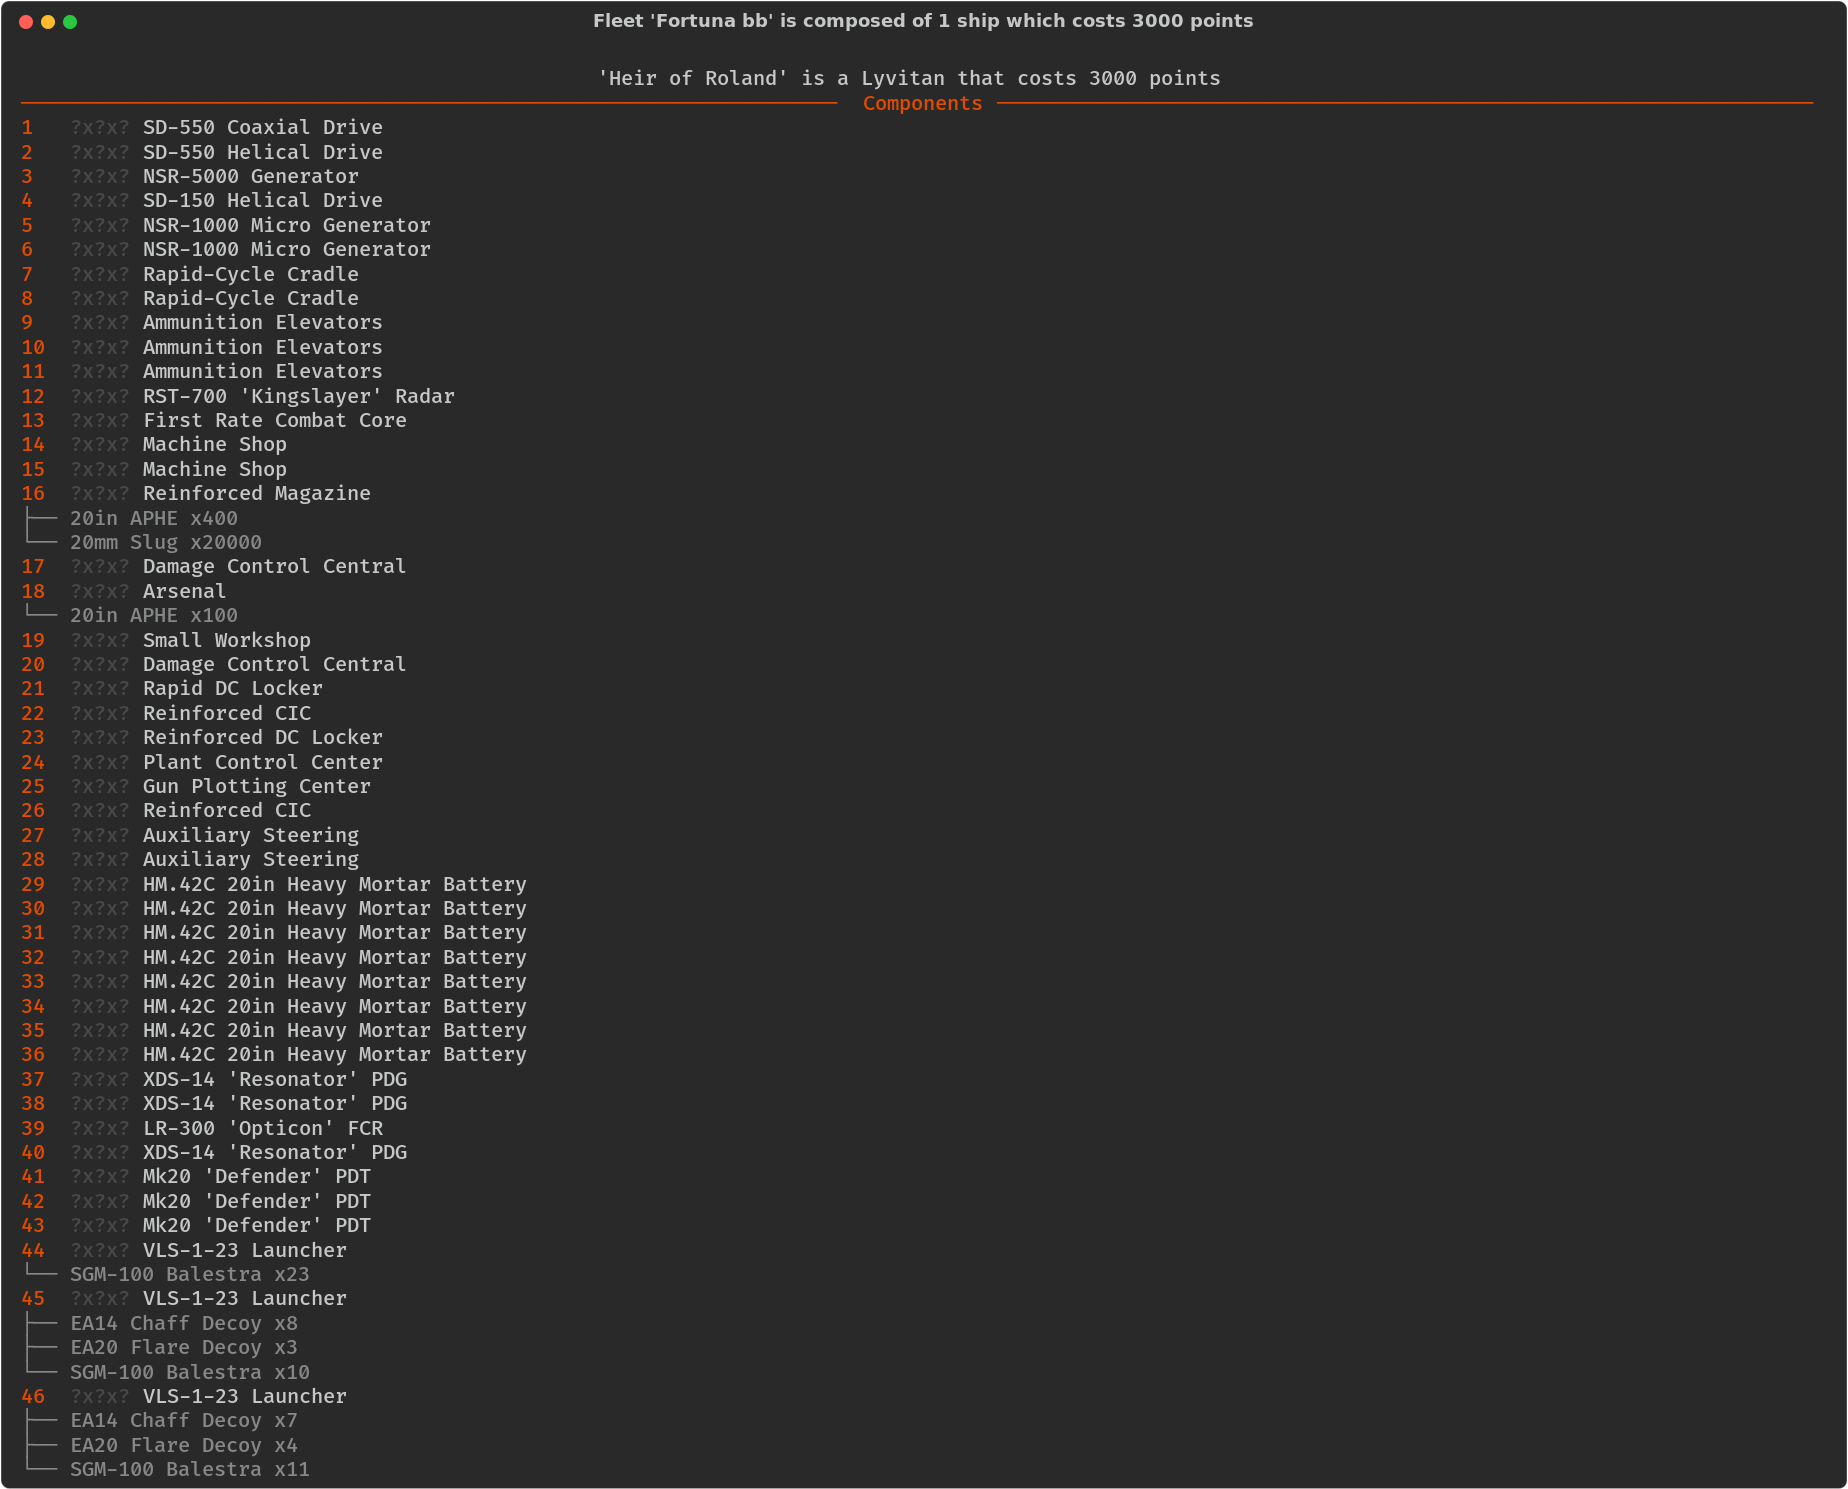 Fleet 'Fortuna bb' is composed of 1 ship which costs 3000 points
'Heir of Roland' is a Lyvitan that costs 3000 points
Components
1 ?x?x? SD-550 Coaxial Drive
2 ?x?x? SD-550 Helical Drive
3 ?x?x? NSR-5000 Generator
4 ?x?x? SD-150 Helical Drive
5 ?x?x? NSR-1000 Micro Generator
6 ?x?x? NSR-1000 Micro Generator
7 ?x?x? Rapid-Cycle Cradle
8 ?x?x? Rapid-Cycle Cradle
9 ?x?x? Ammunition Elevators
10 ?x?x? Ammunition Elevators
11 ?x?x? Ammunition Elevators
12 ?x?x? RST-700 'Kingslayer' Radar
13 ?x?x? First Rate Combat Core
14 ?x?x? Machine Shop
15 ?x?x? Machine Shop
16 ?x?x? Reinforced Magazine
├── 20in APHE x400
└── 20mm Slug x20000
17 ?x?x? Damage Control Central
18 ?x?x? Arsenal
└── 20in APHE x100
19 ?x?x? Small Workshop
20 ?x?x? Damage Control Central
21 ?x?x? Rapid DC Locker
22 ?x?x? Reinforced CIC
23 ?x?x? Reinforced DC Locker
24 ?x?x? Plant Control Center
25 ?x?x? Gun Plotting Center
26 ?x?x? Reinforced CIC
27 ?x?x? Auxiliary Steering
28 ?x?x? Auxiliary Steering
29 ?x?x? HM.42C 20in Heavy Mortar Battery
30 ?x?x? HM.42C 20in Heavy Mortar Battery
31 ?x?x? HM.42C 20in Heavy Mortar Battery
32 ?x?x? HM.42C 20in Heavy Mortar Battery
33 ?x?x? HM.42C 20in Heavy Mortar Battery
34 ?x?x? HM.42C 20in Heavy Mortar Battery
35 ?x?x? HM.42C 20in Heavy Mortar Battery
36 ?x?x? HM.42C 20in Heavy Mortar Battery
37 ?x?x? XDS-14 'Resonator' PDG
38 ?x?x? XDS-14 'Resonator' PDG
39 ?x?x? LR-300 'Opticon' FCR
40 ?x?x? XDS-14 'Resonator' PDG
41 ?x?x? Mk20 'Defender' PDT
42 ?x?x? Mk20 'Defender' PDT
43 ?x?x? Mk20 'Defender' PDT
44 ?x?x? VLS-1-23 Launcher
└── SGM-100 Balestra x23
45 ?x?x? VLS-1-23 Launcher
├── EA14 Chaff Decoy x8
├── EA20 Flare Decoy x3
└── SGM-100 Balestra x10
46 ?x?x? VLS-1-23 Launcher
├── EA14 Chaff Decoy x7
├── EA20 Flare Decoy x4
└── SGM-100 Balestra x11